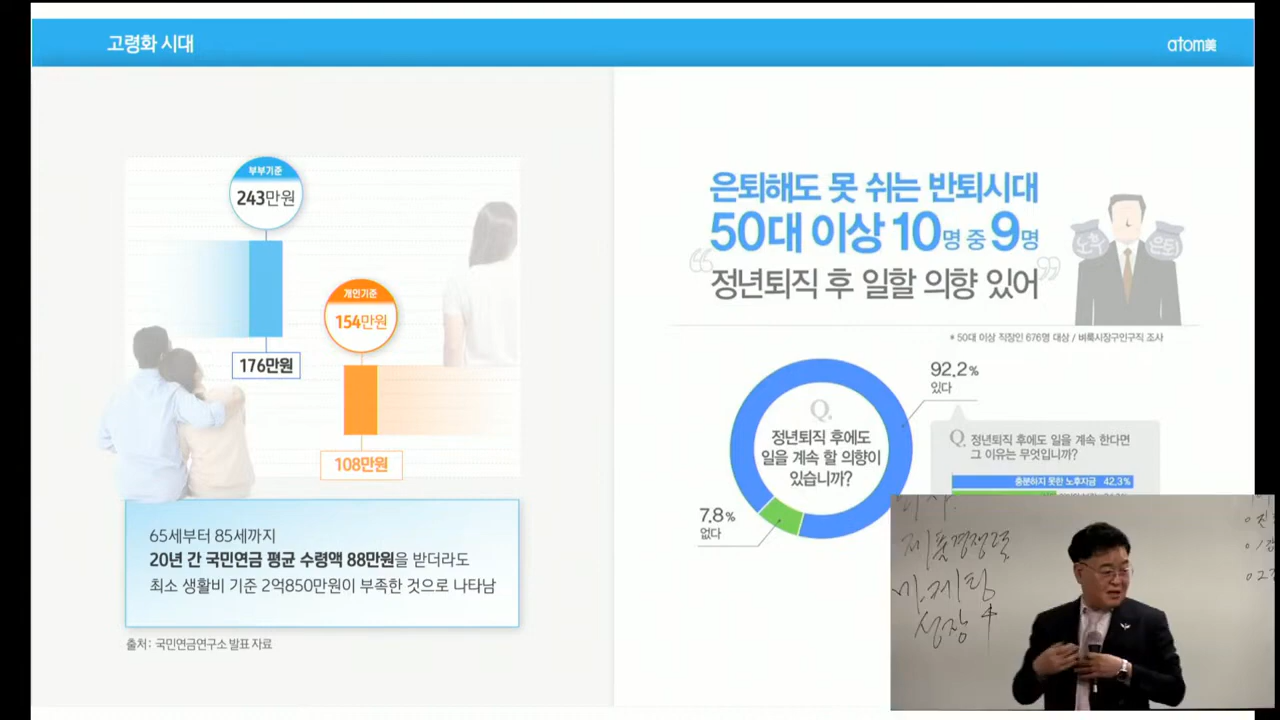 고령화 시대
atom美
부부기준
243만원
176만원
개인기준
154만원
108만원
65세부터 85세까지
20년 간 국민연금 평균 수령액 88만원을 받더라도
최소 생활비 기준 2억850만원이 부족한 것으로 나타남
출처: 국민연금연구소 발표 자료
은퇴해도 못 쉬는 반퇴시대
50대 이상 10명 중 9명
“정년퇴직 후 일할 의향 있어”
노후
은퇴
* 50대 이상 직장인 676명 대상 / 벼룩시장구인구직 조사
Q.
정년퇴직 후에도
일을 계속 할 의향이
있습니까?
92.2%
있다
7.8%
없다
Q. 정년퇴직 후에도 일을 계속 한다면
그 이유는 무엇입니까?
충분하지 못한 노후자금 42.3%
제품경쟁력
마케팅
성장